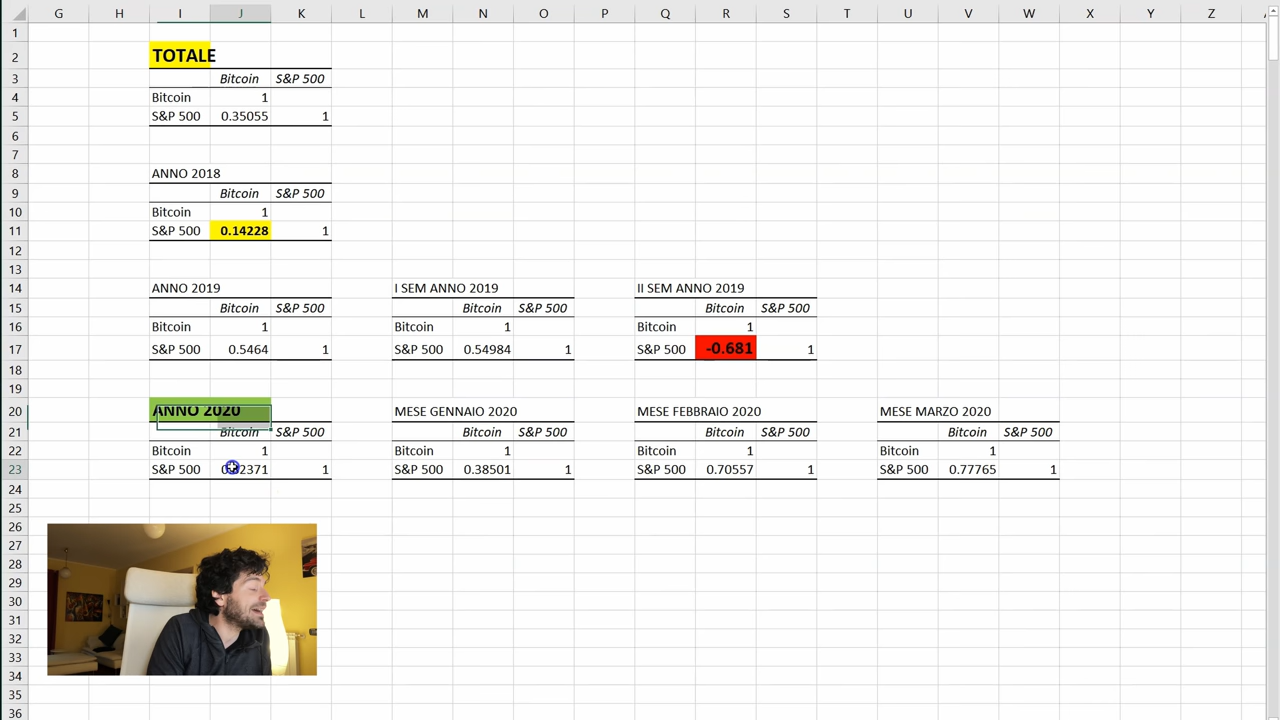 G H I J K L M N O P Q R S T U V W X Y Z
1
2 TOTALE
3 Bitcoin S&P 500
4 Bitcoin 1
5 S&P 500 0.35055 1
6
7
8 ANNO 2018
9 Bitcoin S&P 500
10 Bitcoin 1
11 S&P 500 0.14228 1
12
13
14 ANNO 2019 I SEM ANNO 2019 II SEM ANNO 2019
15 Bitcoin S&P 500 Bitcoin S&P 500 Bitcoin S&P 500
16 Bitcoin 1 Bitcoin 1 Bitcoin 1
17 S&P 500 0.5464 1 S&P 500 0.54984 1 S&P 500 -0.681 1
18
19
20 ANNO 2020 MESE GENNAIO 2020 MESE FEBBRAIO 2020 MESE MARZO 2020
21 Bitcoin S&P 500 Bitcoin S&P 500 Bitcoin S&P 500 Bitcoin S&P 500
22 Bitcoin 1 Bitcoin 1 Bitcoin 1 Bitcoin 1
23 S&P 500 1 S&P 500 0.38501 1 S&P 500 0.70557 1 S&P 500 0.77765 1
24
25
26
27
28
29
30
31
32
33
34
35
36